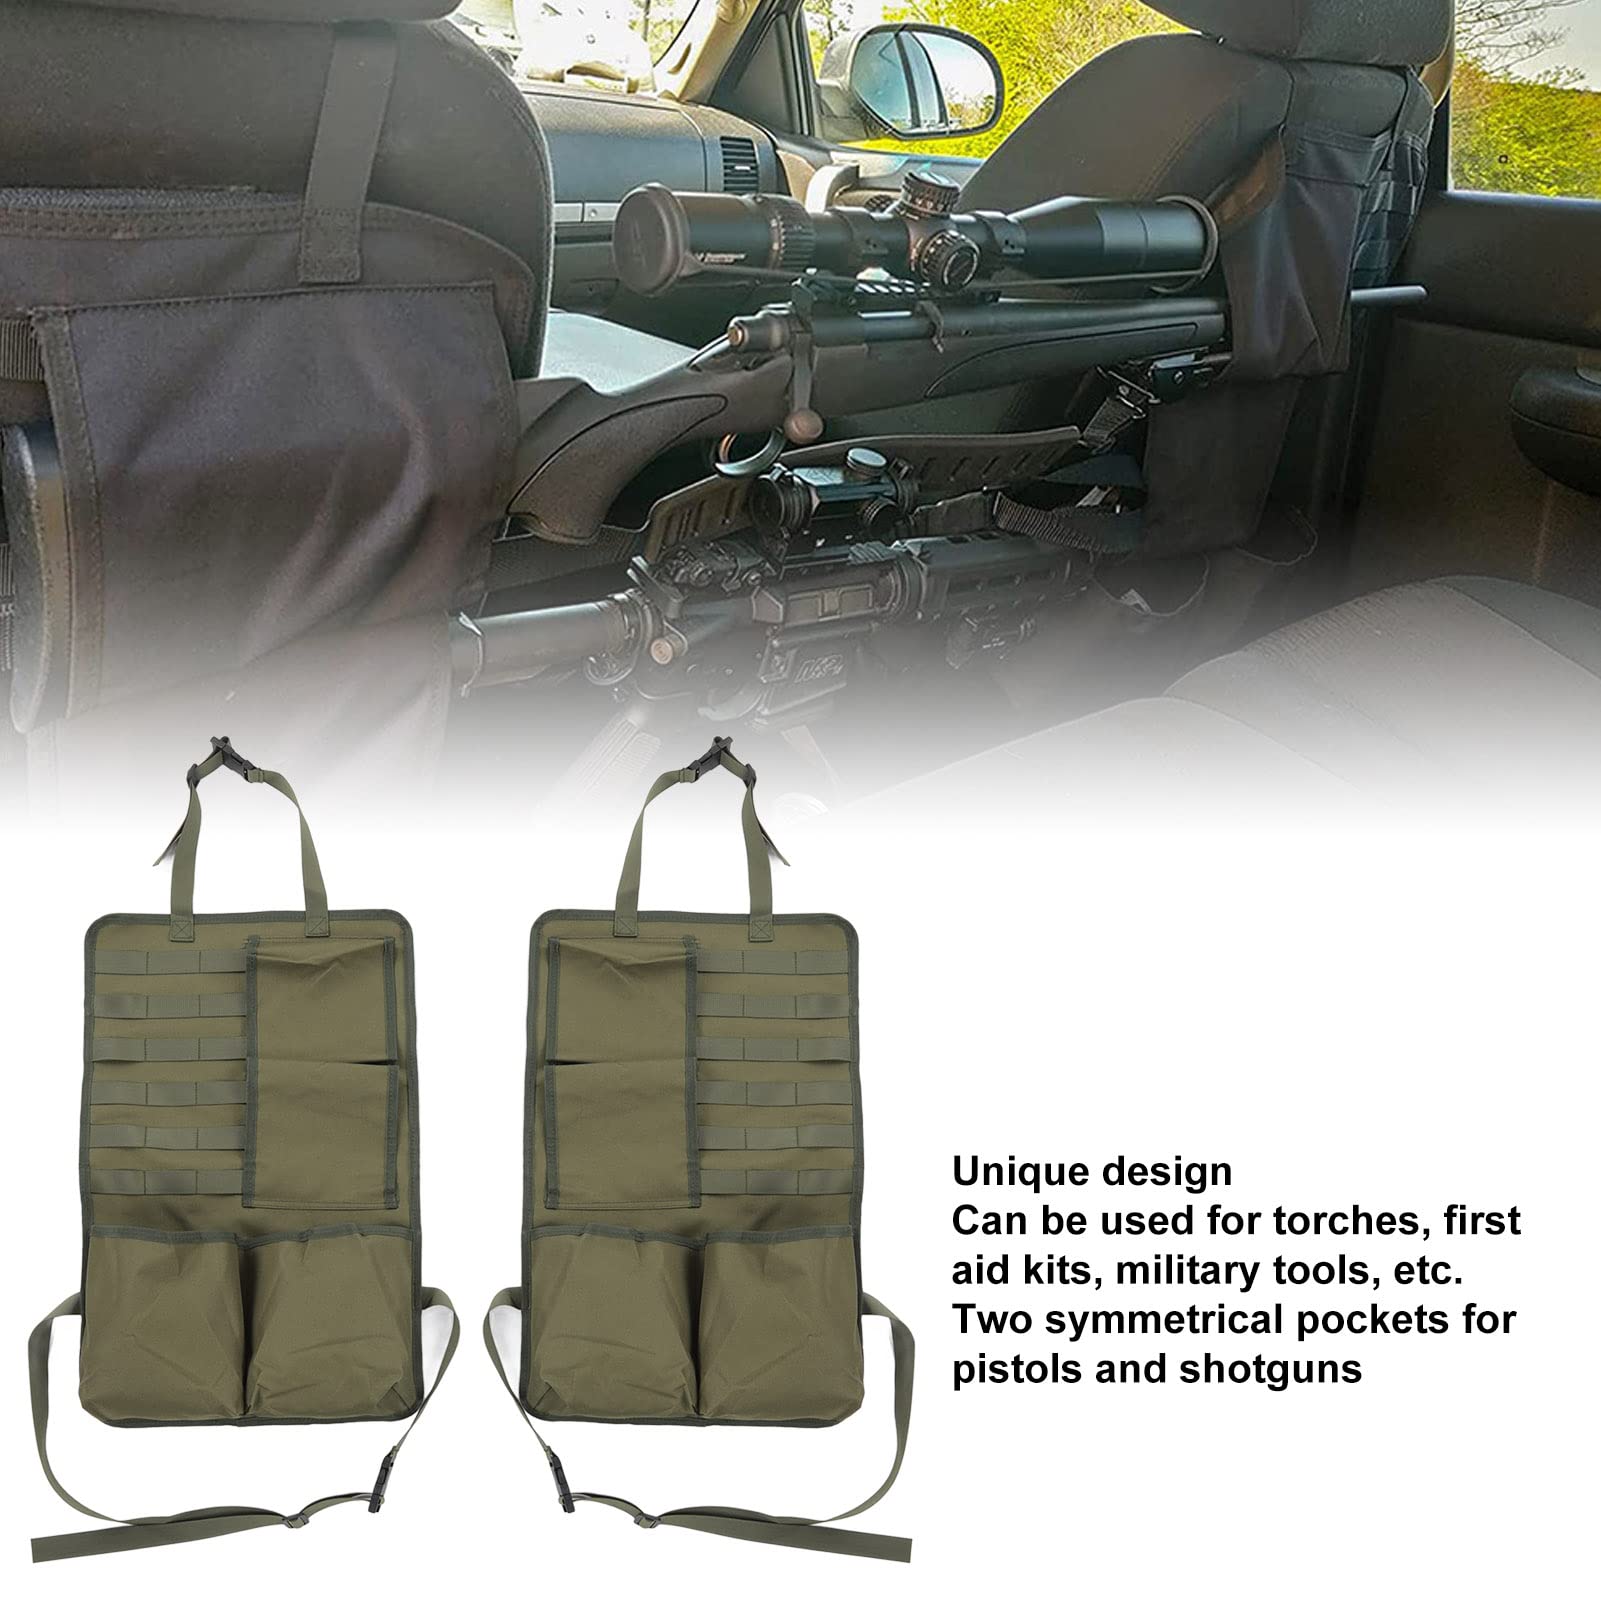 Unique design
Can be used for torches, first
aid kits, military tools, etc.
Two symmetrical pockets for
pistols and shotguns